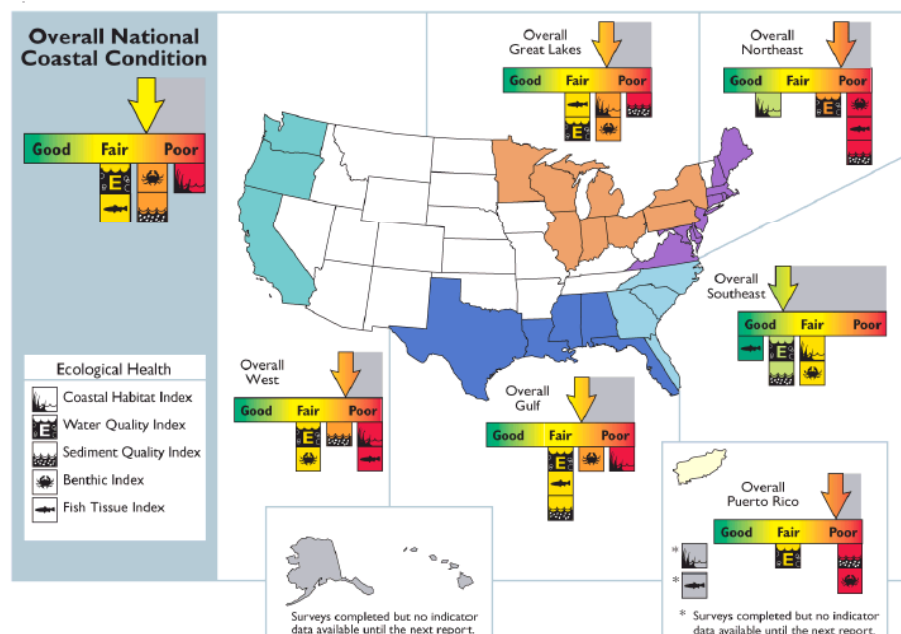 Overall National
Coastal Condition
Good Fair Poor
E
Ecological Health
Coastal Habitat Index
E
Water Quality Index
Sediment Quality Index
Benthic Index
Fish Tissue Index
Overall
Great Lakes
Good Fair Poor
E
Overall
Northeast
Good Fair Poor
E
Overall
Southeast
Good Fair Poor
E
Overall
West
Good Fair Poor
E
Overall
Gulf
Good Fair Poor
E
Overall
Puerto Rico
Good Fair Poor
*
E
*
* Surveys completed but no indicator
data available until the next report.
Surveys completed but no indicator
data available until the next report.